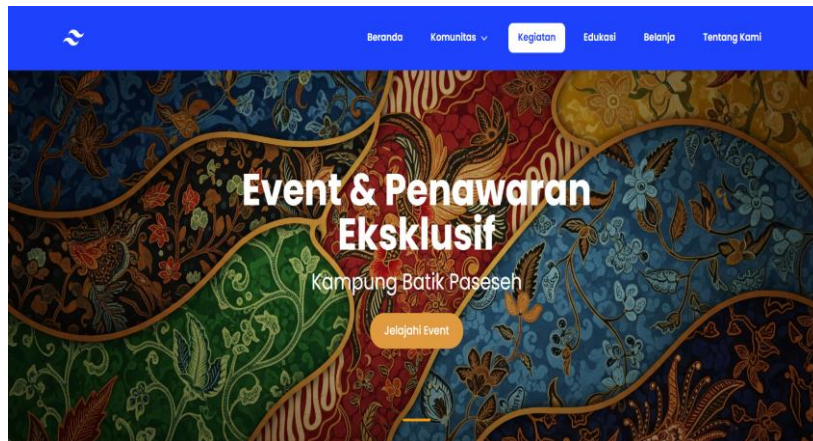 Beranda Komunitas Kegiatan Edukasi Belanja Tentang Kami
Event & Penawaran
Eksklusif
Kampung Batik Paseseh
Jelajahi Event